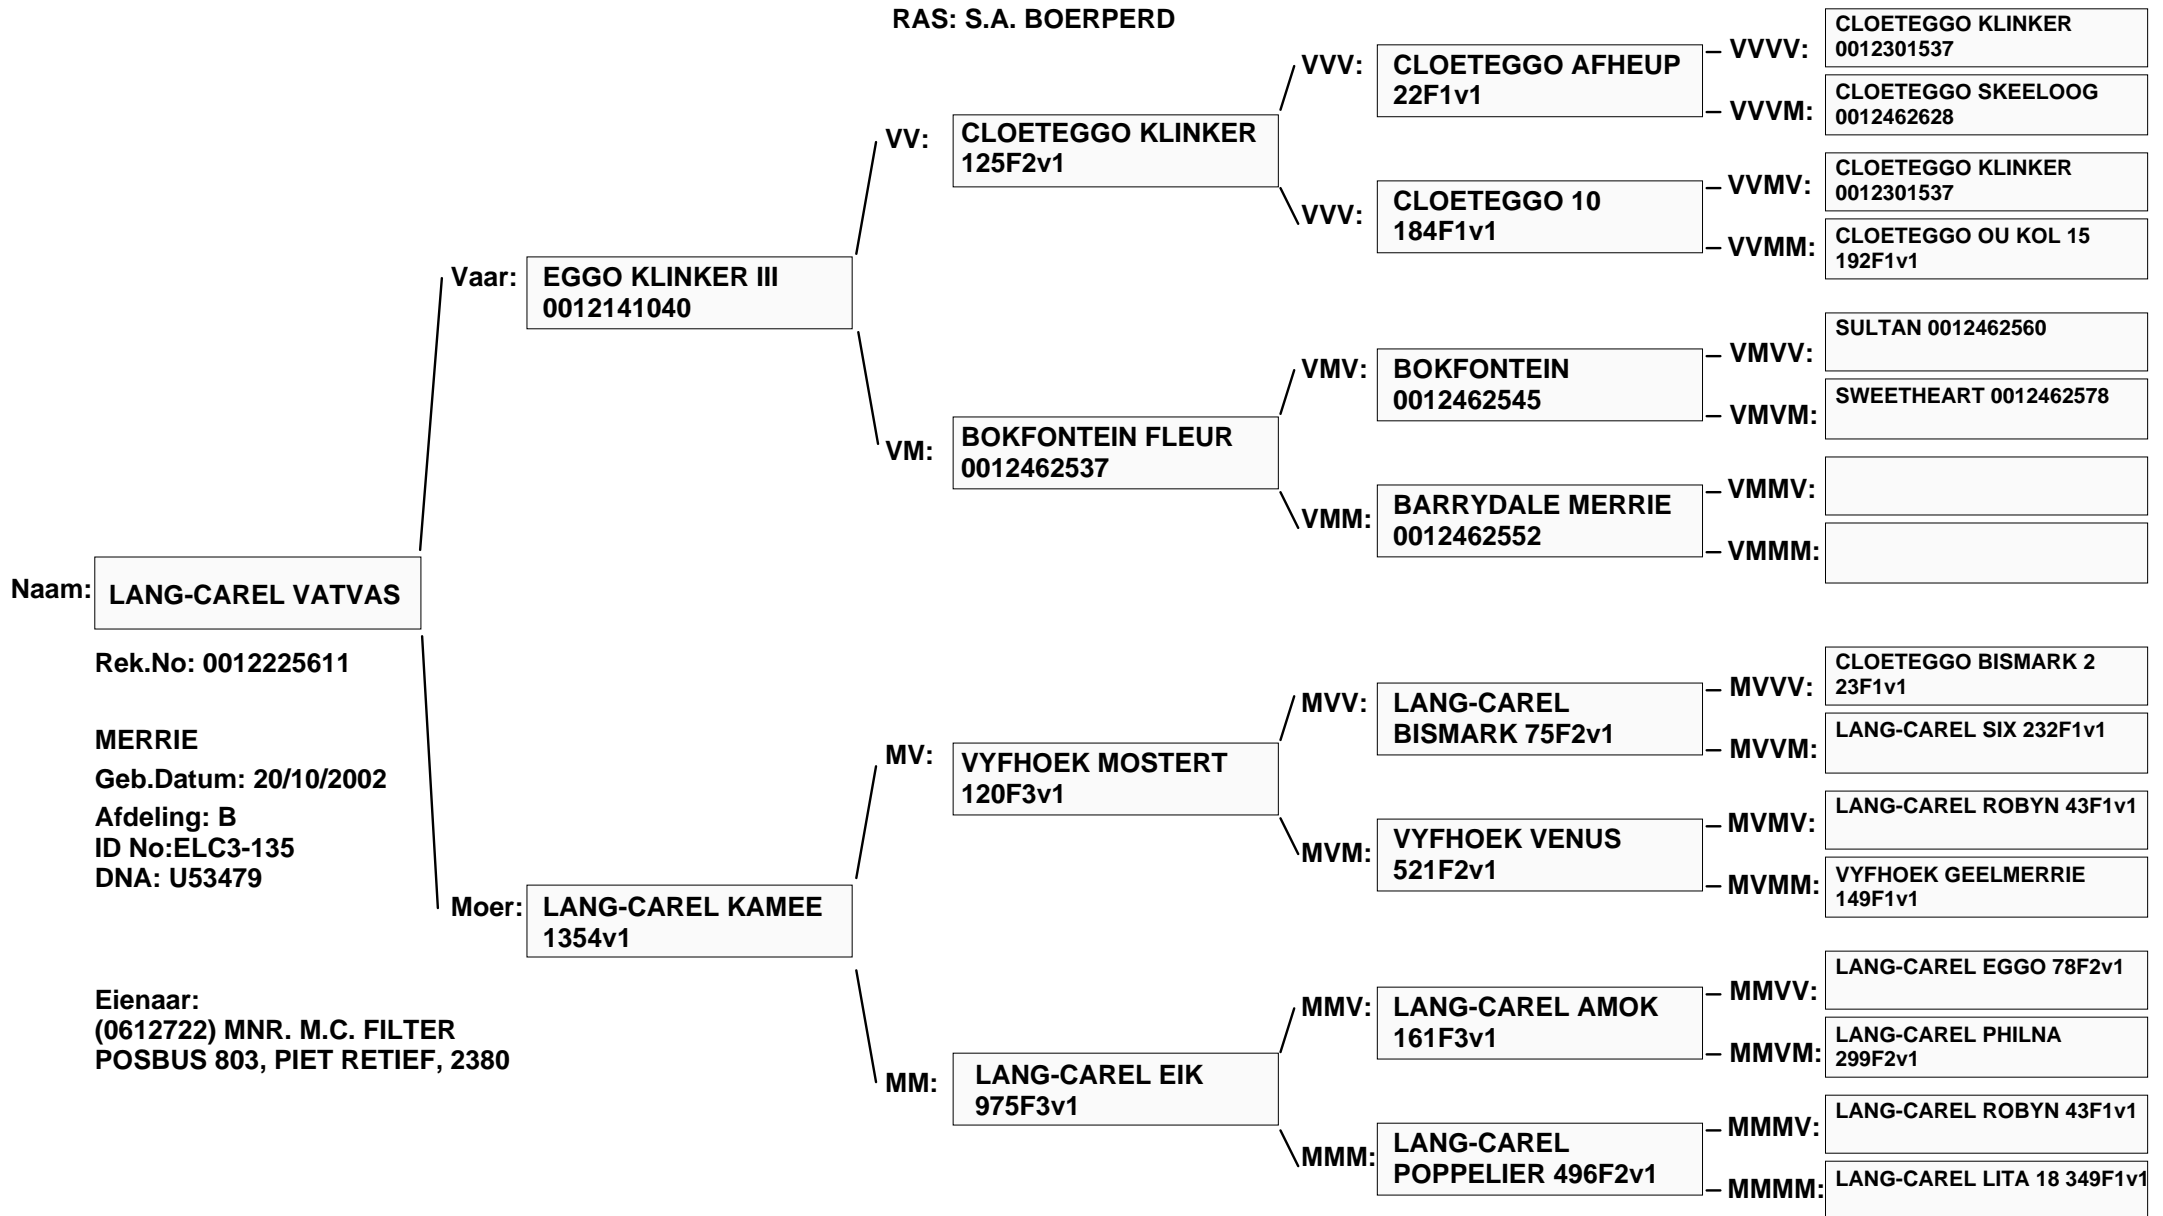 RAS: S.A. BOERPERD
Naam: LANG-CAREL VATVAS
Rek.No: 0012225611
MERRIE
Geb.Datum: 20/10/2002
Afdeling: B
ID No:ELC3-135
DNA: U53479
Eienaar:
(0612722) MNR. M.C. FILTER
POSBUS 803, PIET RETIEF, 2380
Vaar: EGGO KLINKER III
0012141040
Moer: LANG-CAREL KAMEE
1354v1
VV: CLOETEGGO KLINKER
125F2v1
VM: BOKFONTEIN FLEUR
0012462537
MV: VYFHOEK MOSTERT
120F3v1
MM: LANG-CAREL EIK
975F3v1
VVV: CLOETEGGO AFHEUP
22F1v1
VVV: CLOETEGGO 10
184F1v1
VMV: BOKFONTEIN
0012462545
VMM: BARRYDALE MERRIE
0012462552
MVV: LANG-CAREL
BISMARK 75F2v1
MVM: VYFHOEK VENUS
521F2v1
MMV: LANG-CAREL AMOK
161F3v1
MMM: LANG-CAREL
POPPELIER 496F2v1
VVVV: CLOETEGGO KLINKER
0012301537
VVVM: CLOETEGGO SKEELOOG
0012462628
VVMV: CLOETEGGO KLINKER
0012301537
VVMM: CLOETEGGO OU KOL 15
192F1v1
VMVV: SULTAN 0012462560
VMVM: SWEETHEART 0012462578
VMMV:
VMMM:
MVVV: CLOETEGGO BISMARK 2
23F1v1
MVVM: LANG-CAREL SIX 232F1v1
MVMV: LANG-CAREL ROBYN 43F1v1
MVMM: VYFHOEK GEELMERRIE
149F1v1
MMVV: LANG-CAREL EGGO 78F2v1
MMVM: LANG-CAREL PHILNA
299F2v1
MMMV: LANG-CAREL ROBYN 43F1v1
MMMM: LANG-CAREL LITA 18 349F1v1